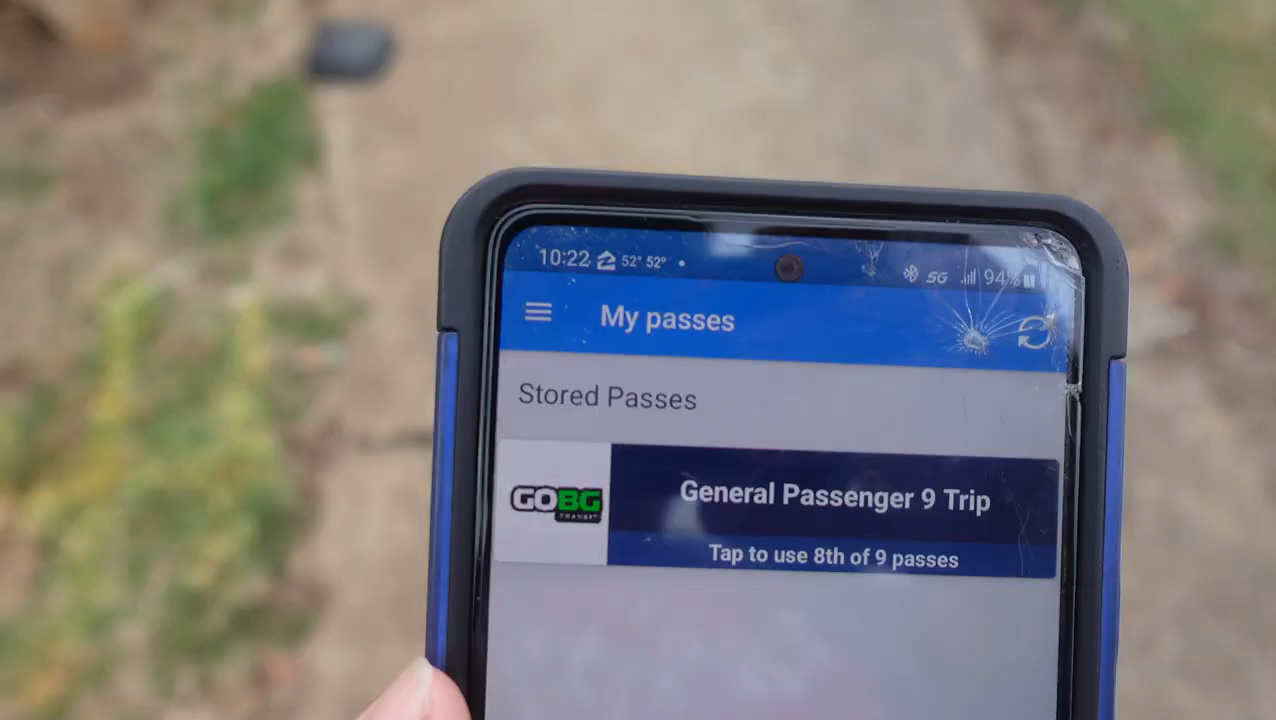 10:22 52° 52° 5G 94%
My passes
Stored Passes
GOBG
TRANSIT
General Passenger 9 Trip
Tap to use 8th of 9 passes